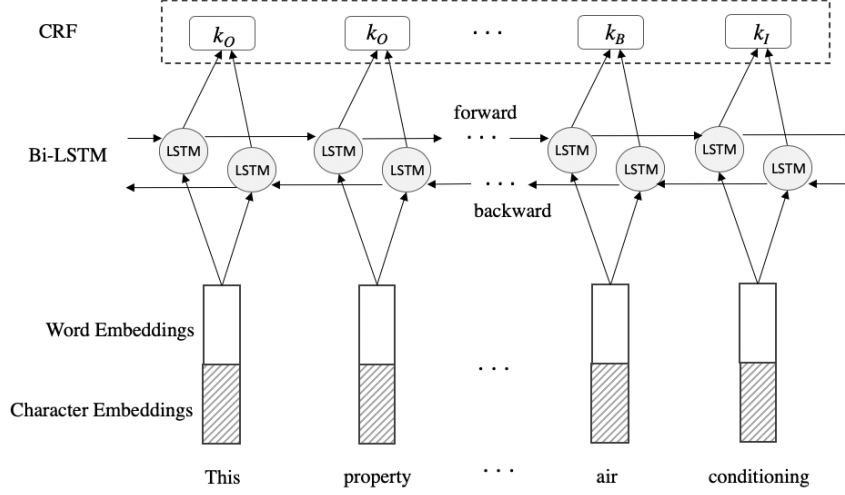 CRF k_O k_O ... k_B k_I
forward
Bi-LSTM LSTM LSTM LSTM LSTM ... LSTM LSTM LSTM LSTM
...
backward
Word Embeddings
...
Character Embeddings
This property ... air conditioning